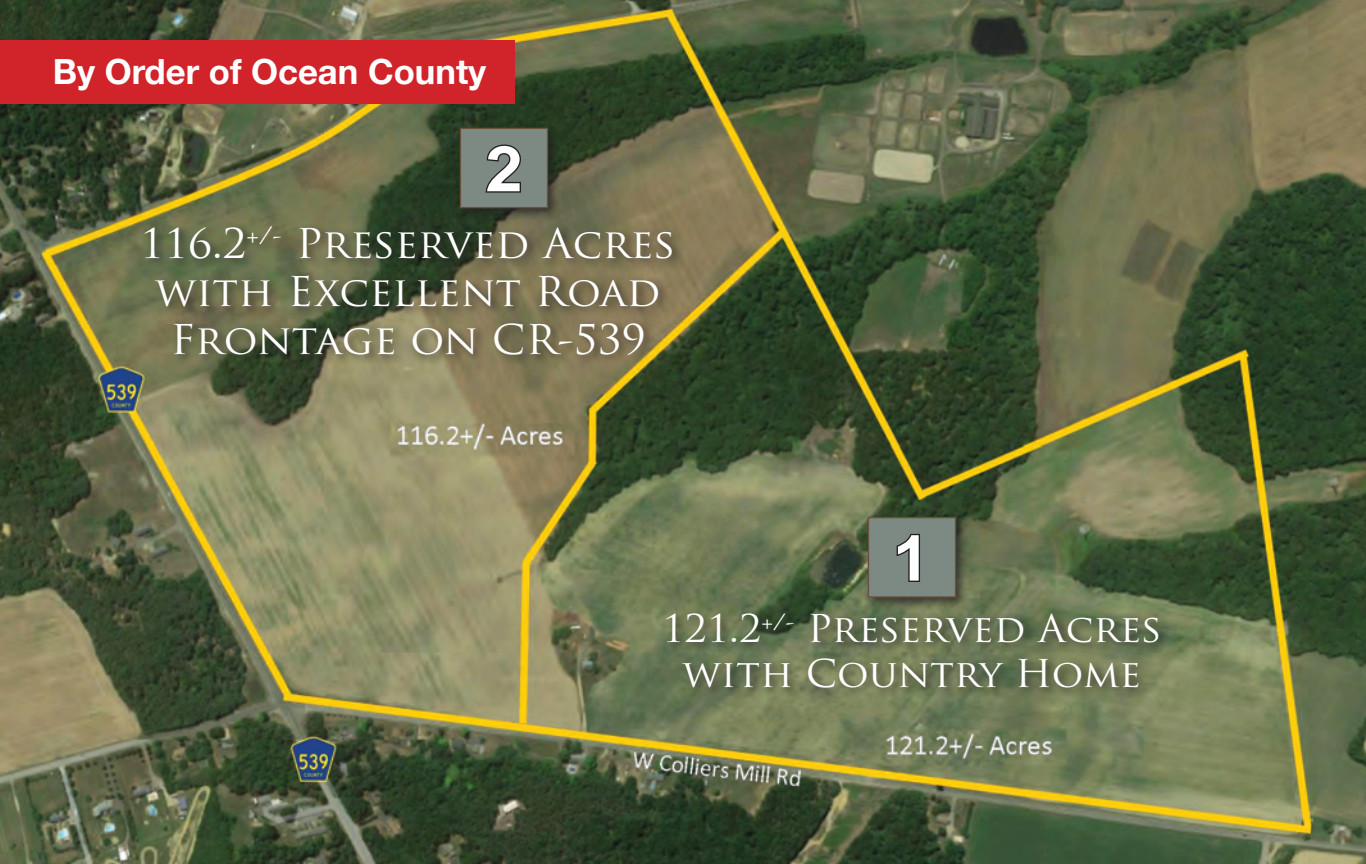 By Order of Ocean County
2
116.2+/- Preserved Acres
with Excellent Road
Frontage on CR-539
539
COUNTY
116.2+/- Acres
1
121.2+/- Preserved Acres
with Country Home
121.2+/- Acres
W Colliers Mill Rd
539
COUNTY